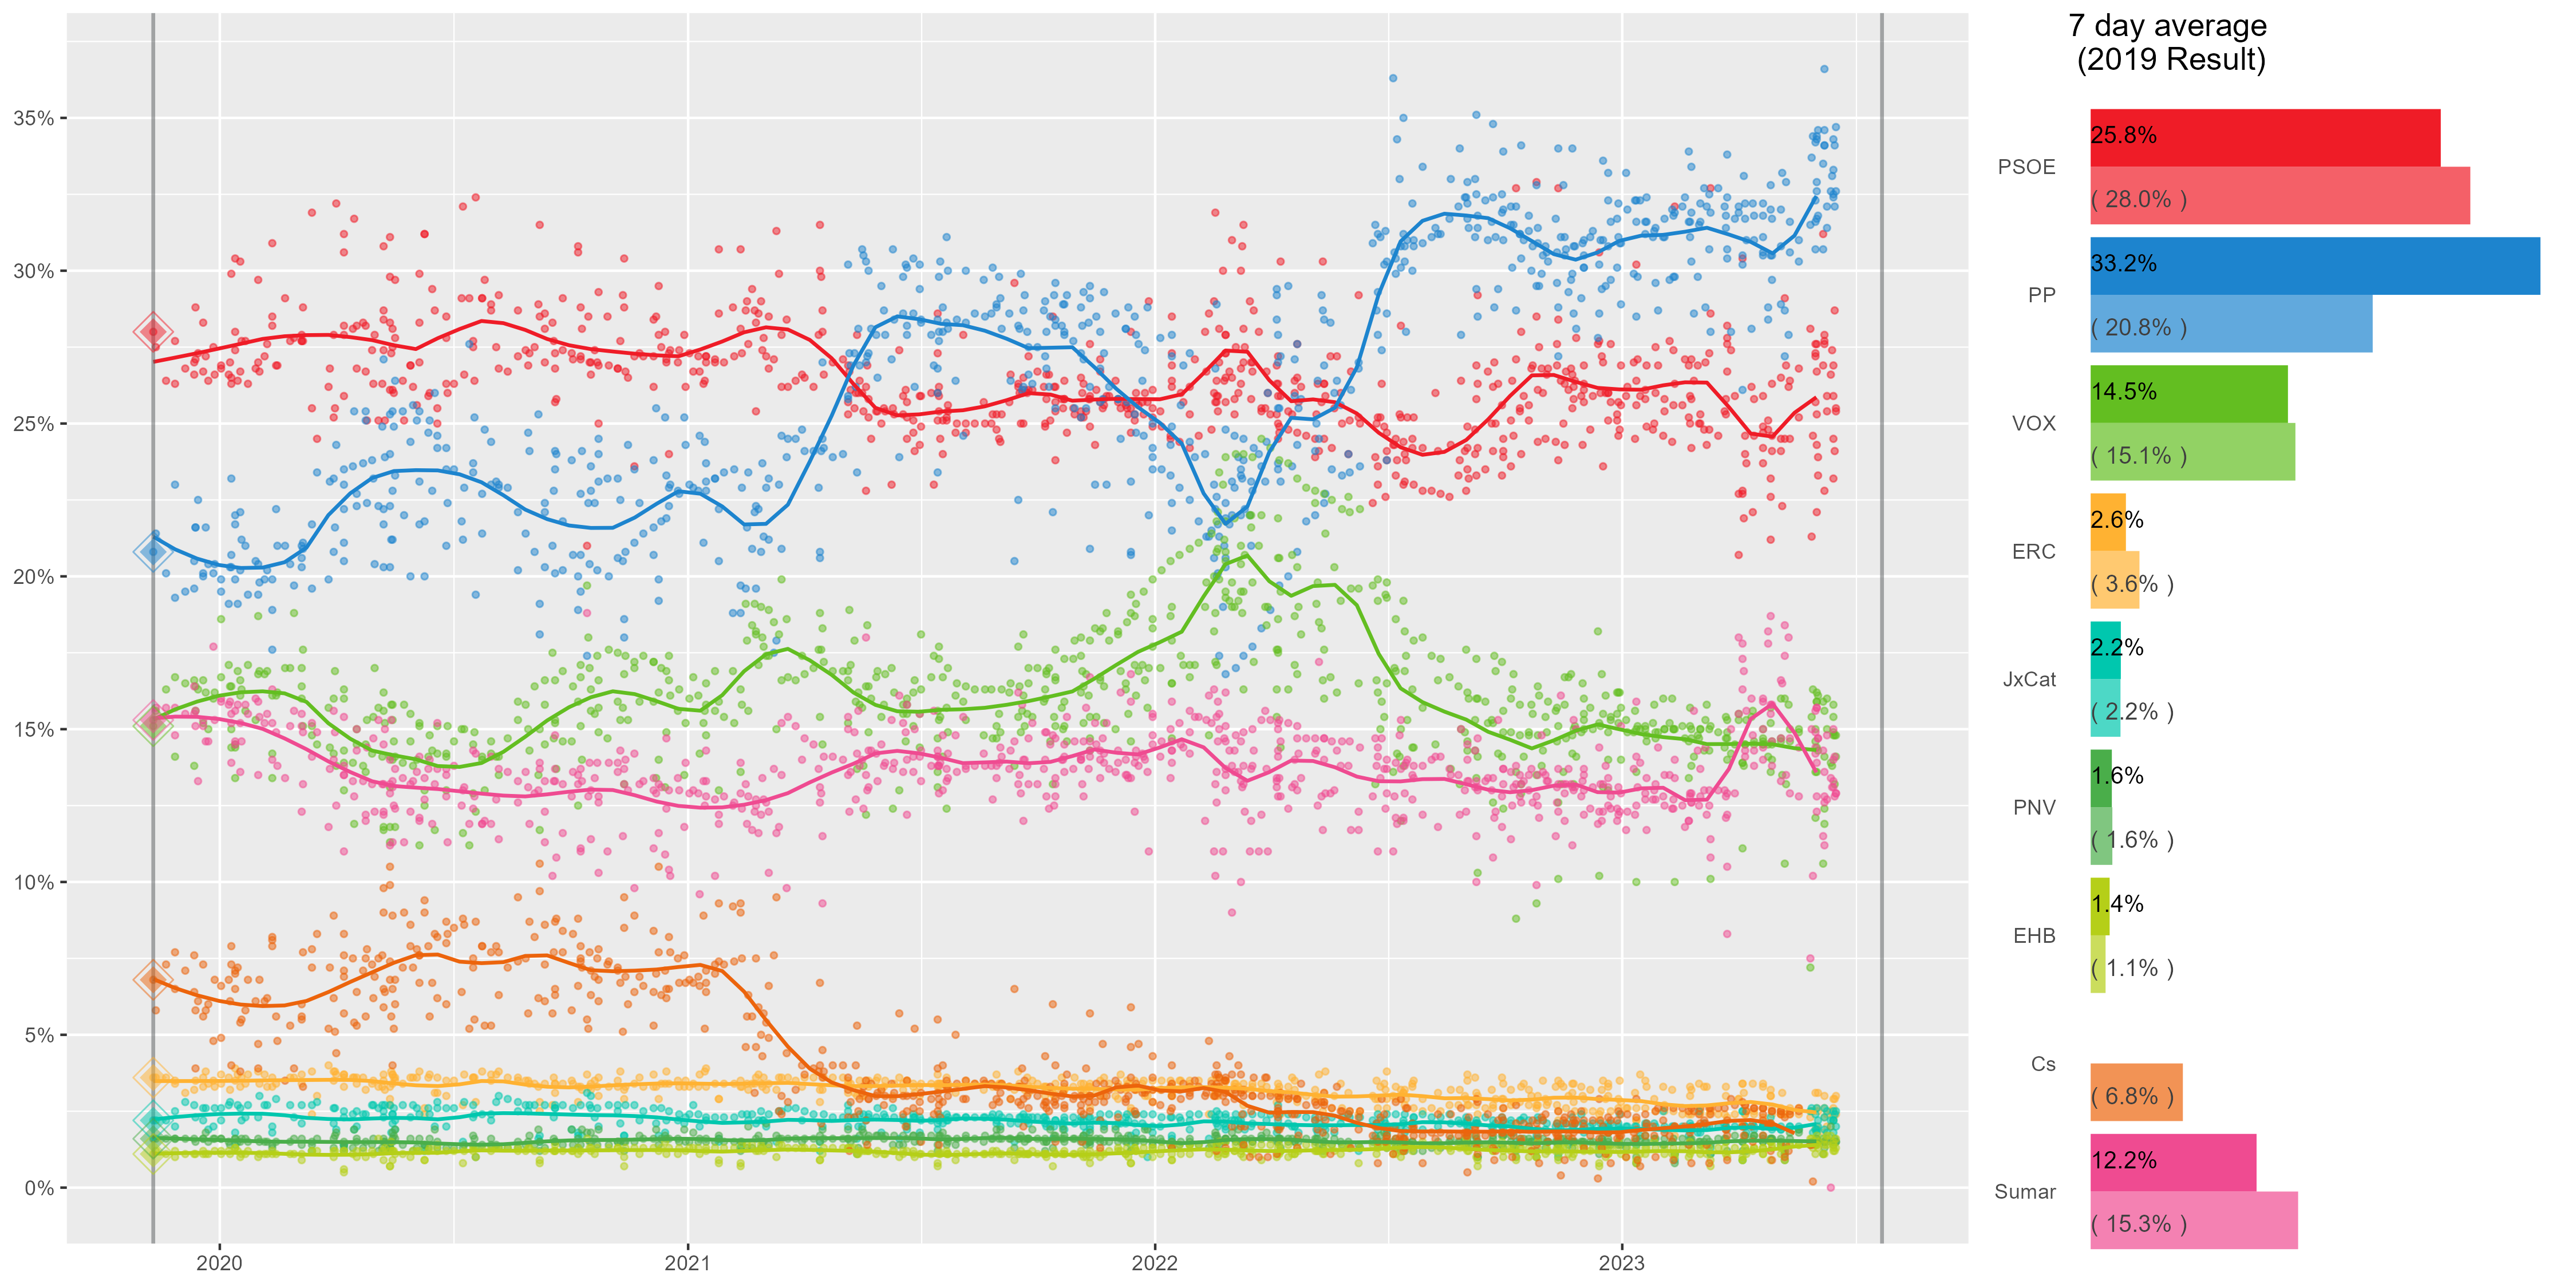 7 day average
(2019 Result)
35%
30%
25%
20%
15%
10%
5%
0%
2020
2021
2022
2023
PSOE
25.8%
( 28.0% )
PP
33.2%
( 20.8% )
VOX
14.5%
( 15.1% )
ERC
2.6%
( 3.6% )
JxCat
2.2%
( 2.2% )
PNV
1.6%
( 1.6% )
EHB
1.4%
( 1.1% )
Cs
( 6.8% )
Sumar
12.2%
( 15.3% )